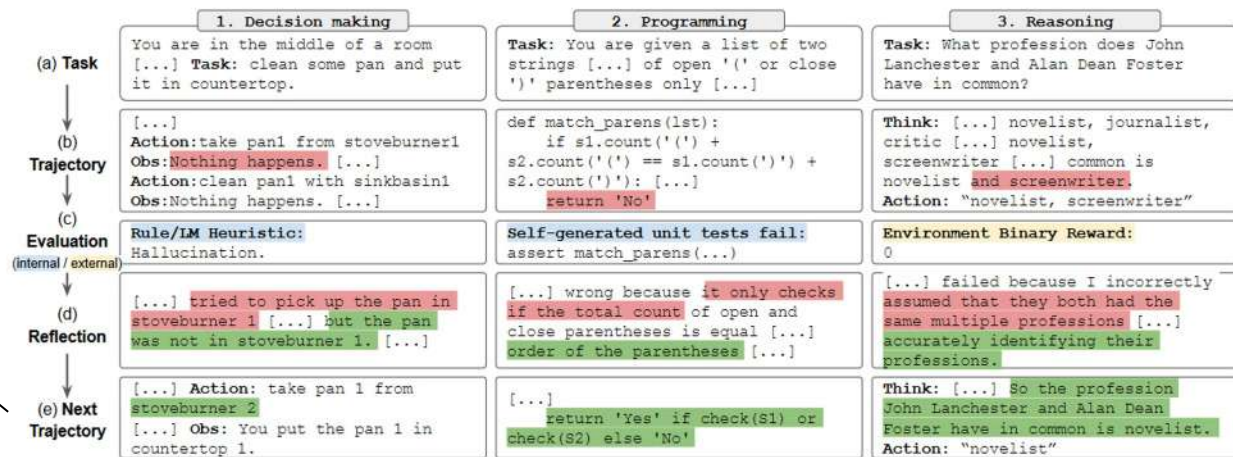 1. Decision making
2. Programming
3. Reasoning
(a) Task
You are in the middle of a room
[...] Task: clean some pan and put
it in countertop.
Task: You are given a list of two
strings [...] of open '(' or close
')' parentheses only [...]
Task: What profession does John
Lanchester and Alan Dean Foster
have in common?
(b)
Trajectory
[...]
Action:take pan1 from stoveburner1
Obs:Nothing happens. [...]
Action:clean pan1 with sinkbasin1
Obs:Nothing happens. [...]
def match_parens(lst):
if s1.count('(') +
s2.count('(') == s1.count(')') +
s2.count(')'): [...]
return 'No'
Think: [...] novelist, journalist,
critic [...] novelist,
screenwriter [...] common is
novelist and screenwriter.
Action: "novelist, screenwriter"
(c)
Evaluation
(internal / external)
Rule/LM Heuristic:
Hallucination.
Self-generated unit tests fail:
assert match_parens(...)
Environment Binary Reward:
0
(d)
Reflection
[...] tried to pick up the pan in
stoveburner 1 [...] but the pan
was not in stoveburner 1. [...]
[...] wrong because it only checks
if the total count of open and
close parentheses is equal [...]
order of the parentheses [...]
[...] failed because I incorrectly
assumed that they both had the
same multiple professions [...]
accurately identifying their
professions.
(e) Next
Trajectory
[...] Action: take pan 1 from
stoveburner 2
[...] Obs: You put the pan 1 in
countertop 1.
[...]
return 'Yes' if check(S1) or
check(S2) else 'No'
Think: [...] So the profession
John Lanchester and Alan Dean
Foster have in common is novelist.
Action: "novelist"